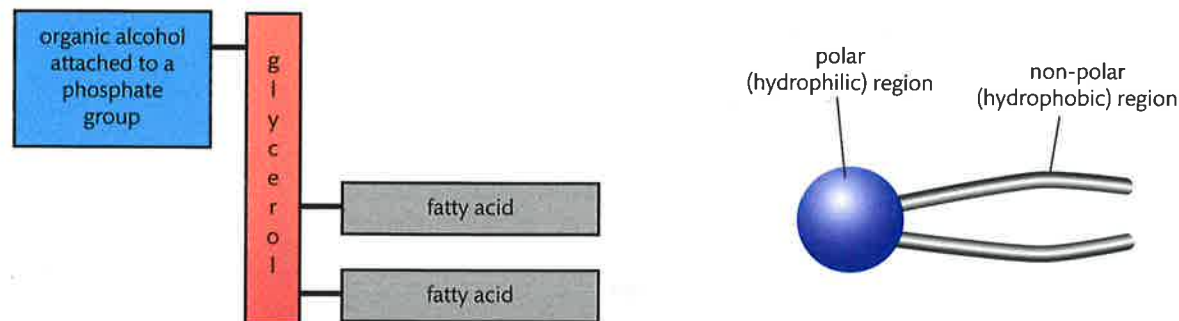 organic alcohol
attached to a
phosphate
group
g
l
y
c
e
r
o
l
fatty acid
fatty acid
polar
(hydrophilic) region
non-polar
(hydrophobic) region